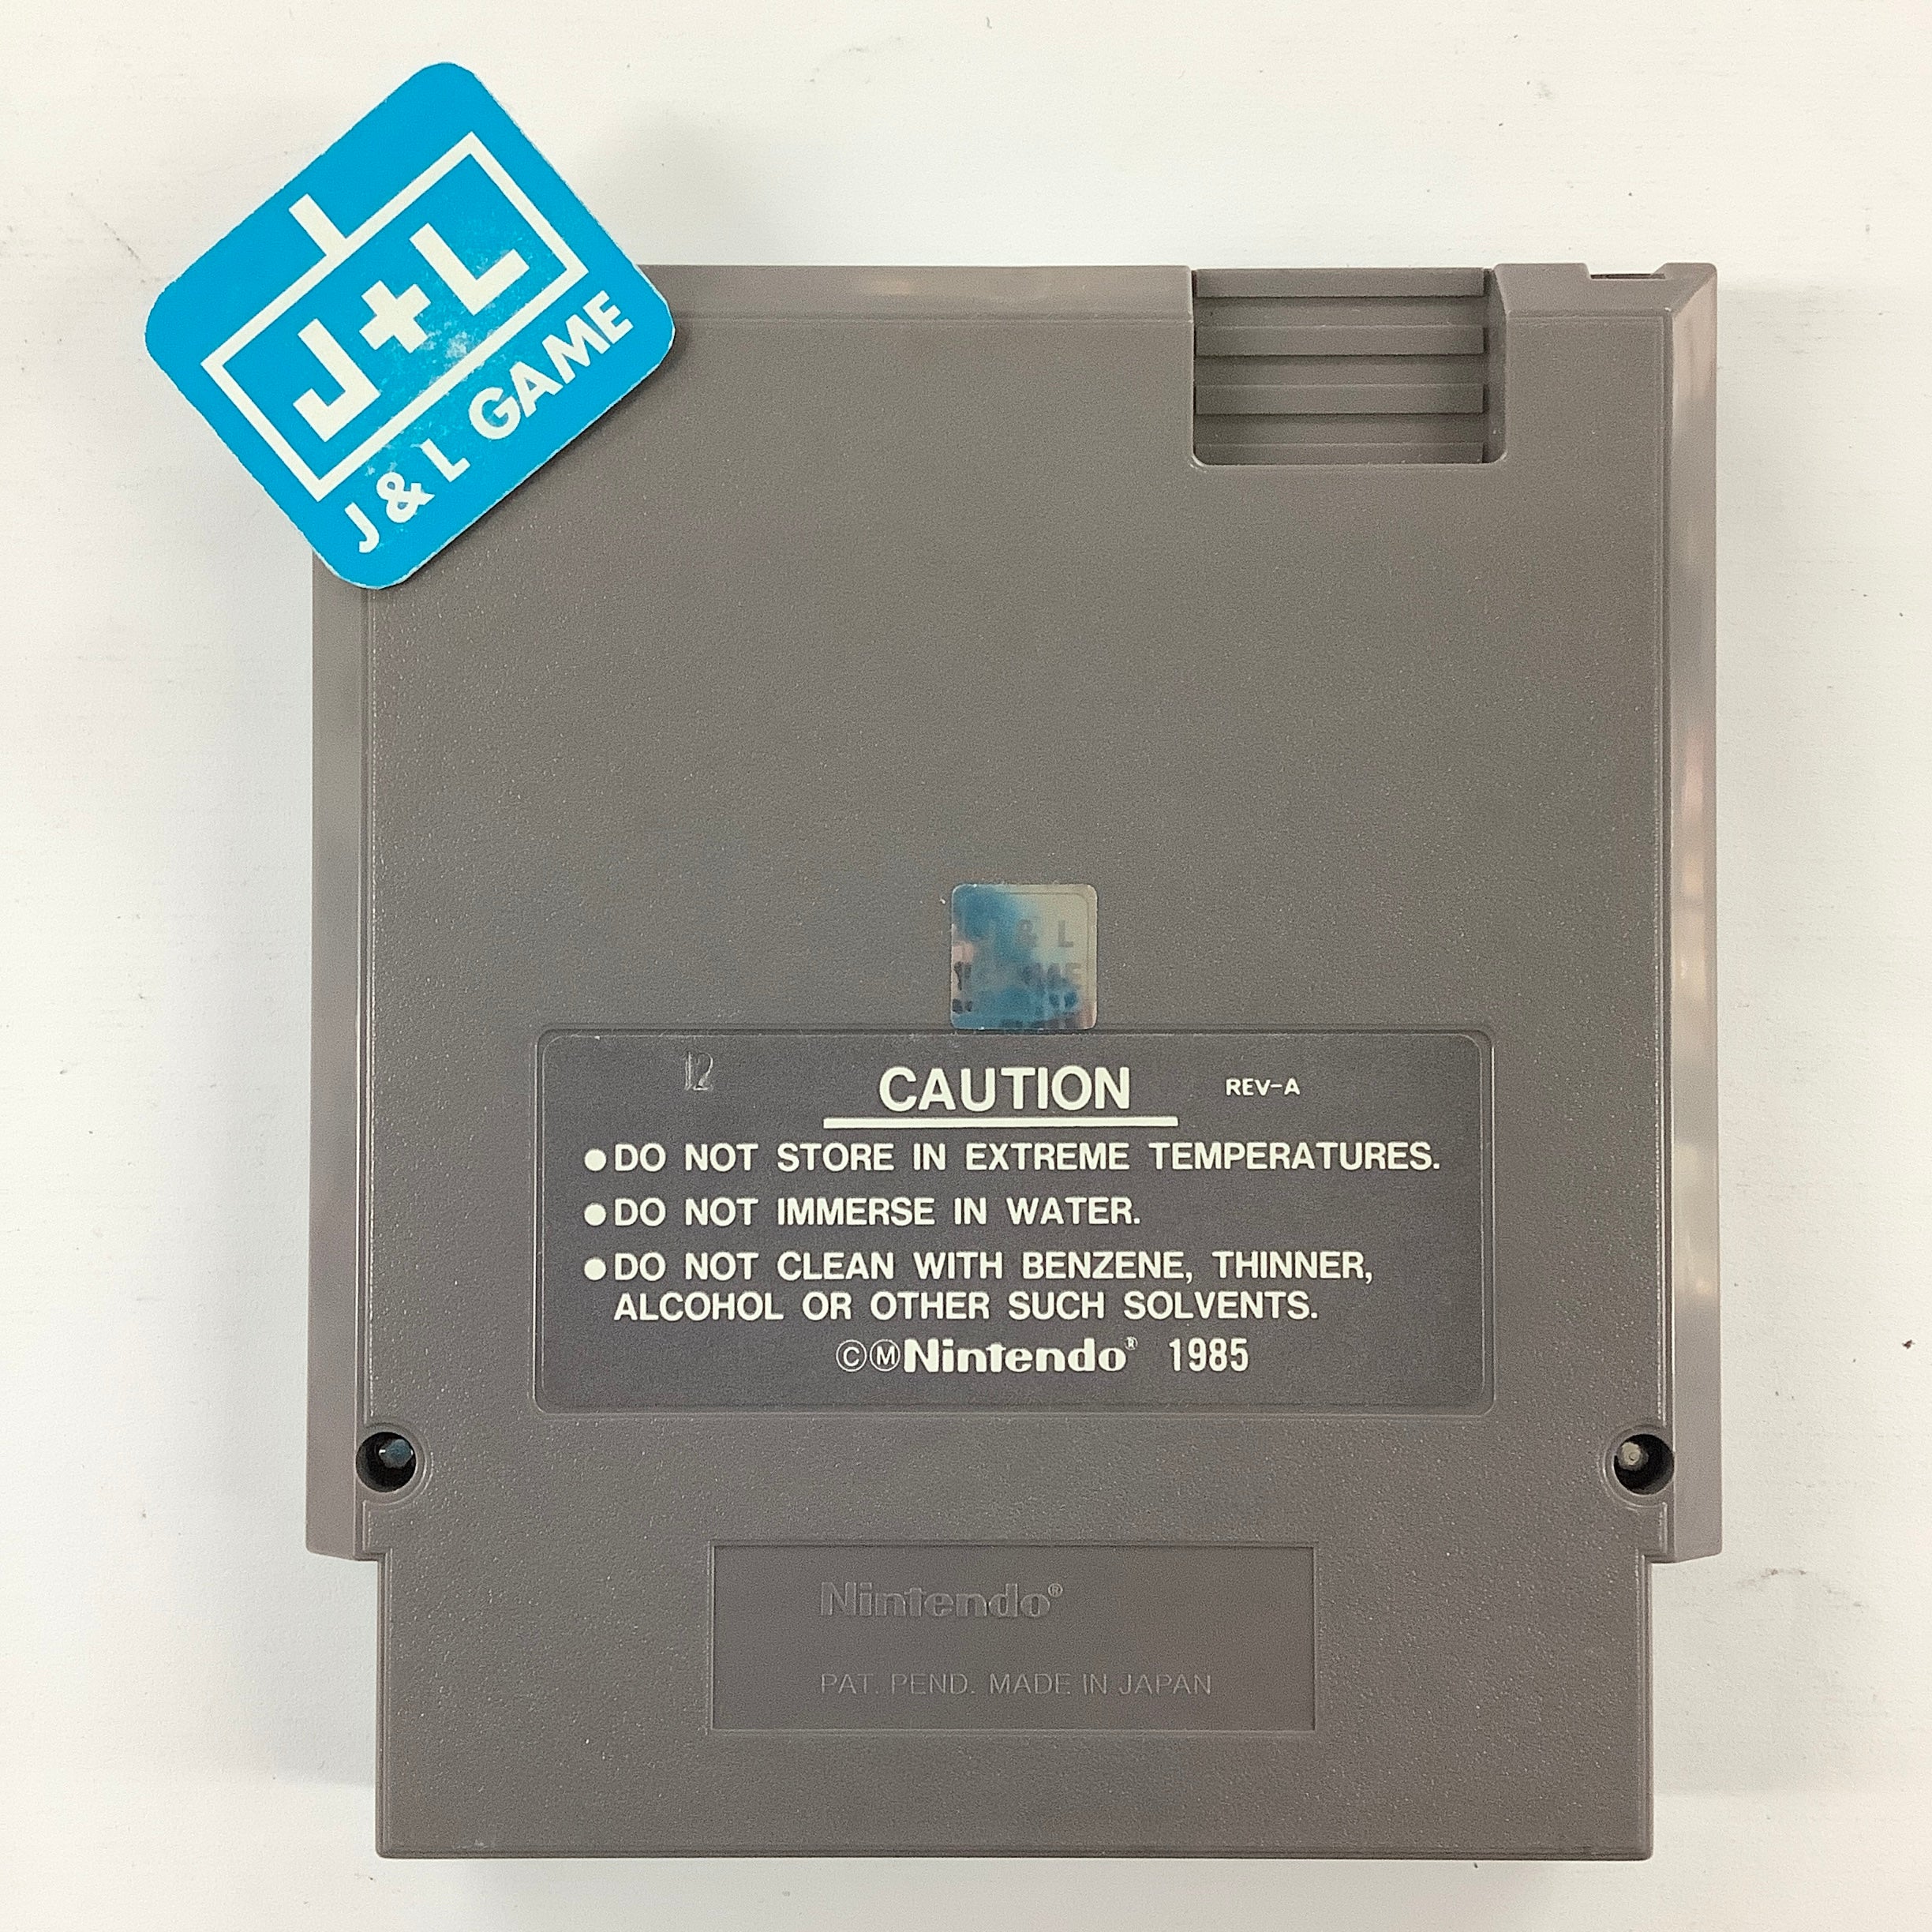 J+L
J & L GAME
& L
12
CAUTION REV-A
●DO NOT STORE IN EXTREME TEMPERATURES.
●DO NOT IMMERSE IN WATER.
●DO NOT CLEAN WITH BENZENE, THINNER,
ALCOHOL OR OTHER SUCH SOLVENTS.
©ⓂNintendo® 1985
Nintendo®
PAT. PEND. MADE IN JAPAN